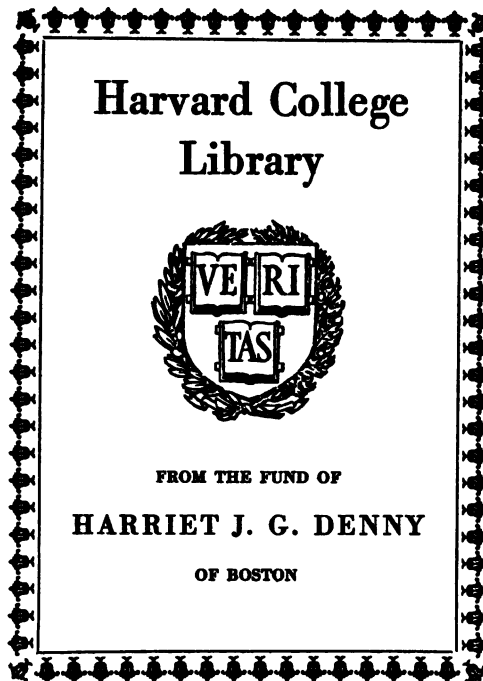 Harvard College
Library
VE RI
TAS
FROM THE FUND OF
HARRIET J. G. DENNY
OF BOSTON